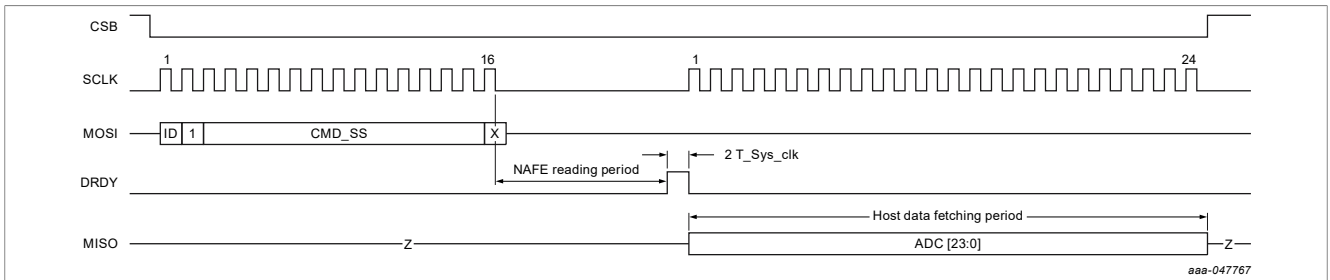 CSB
1 16 1 24
SCLK
MOSI ID 1 CMD_SS X
2 T_Sys_clk
NAFE reading period
DRDY
Host data fetching period
MISO Z ADC [23:0] Z
aaa-047767